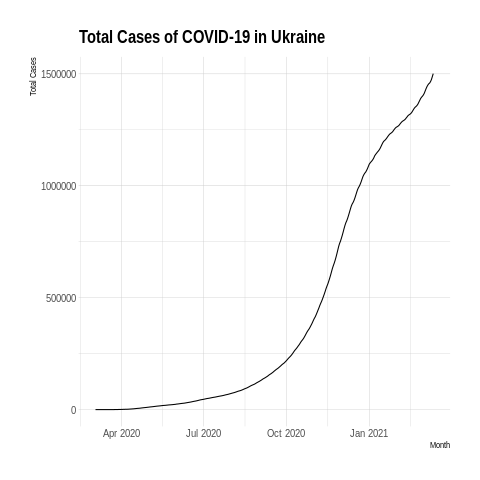 Total Cases of COVID-19 in Ukraine
Total Cases
1500000
1000000
500000
0
Apr 2020 Jul 2020 Oct 2020 Jan 2021
Month